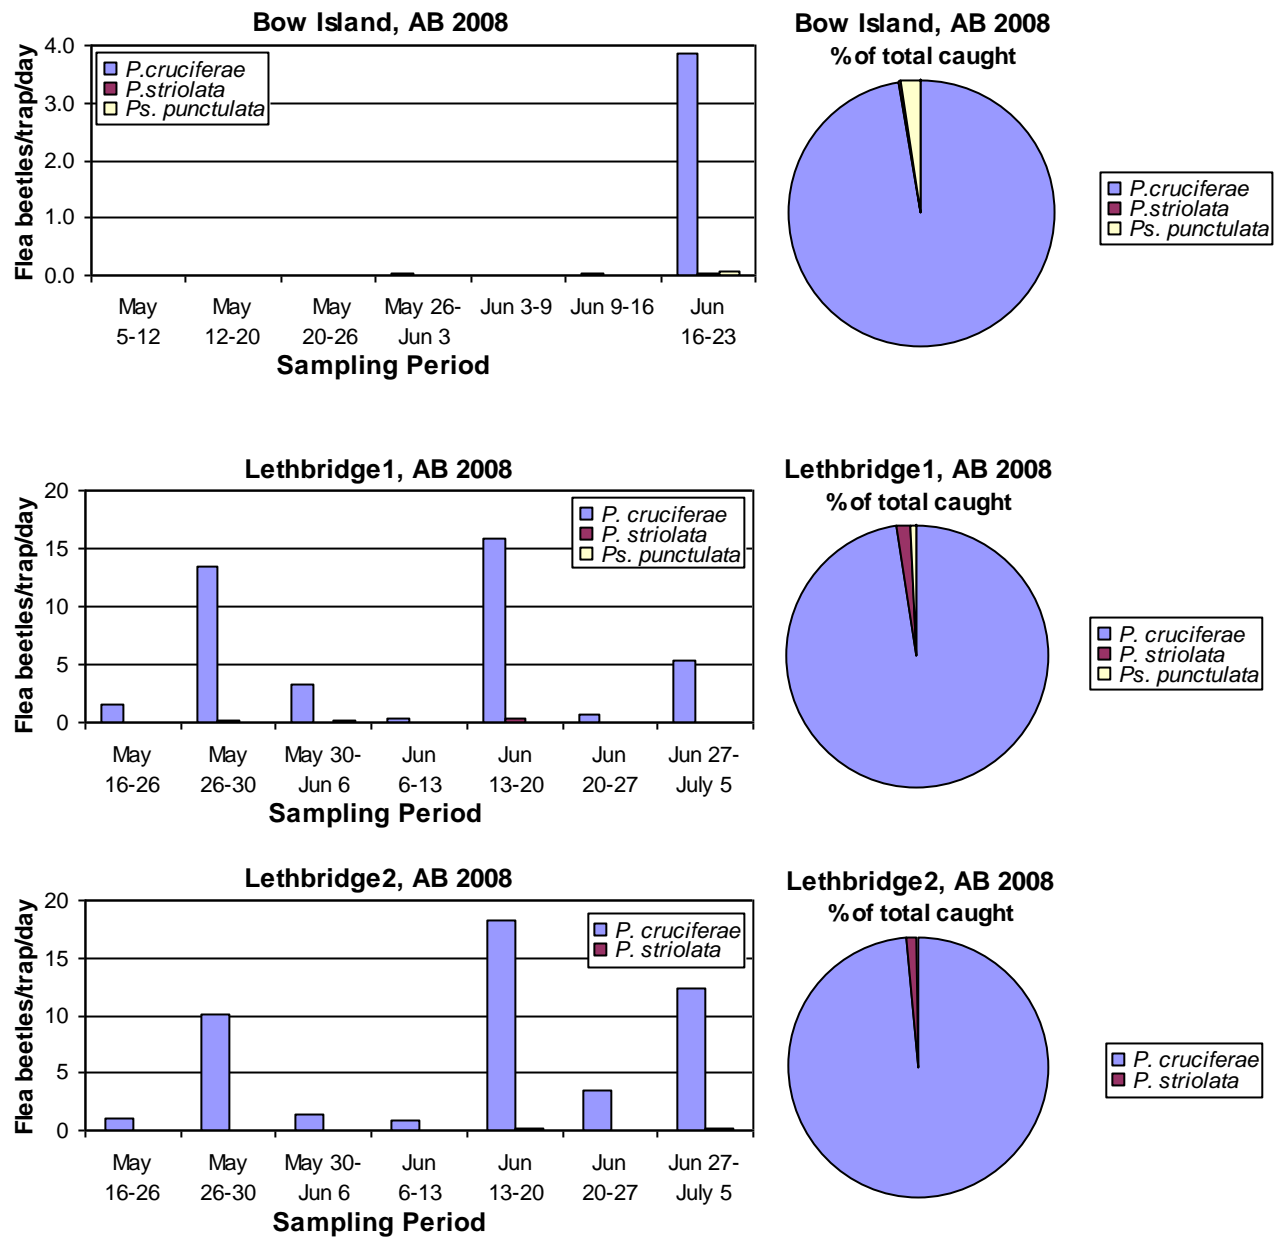 Bow Island, AB 2008
Flea beetles/trap/day
4.0
3.0
2.0
1.0
0.0
P.cruciferae
P.striolata
Ps. punctulata
May 5-12
May 12-20
May 20-26
May 26-Jun 3
Jun 3-9
Jun 9-16
Jun 16-23
Sampling Period
Bow Island, AB 2008
% of total caught
P.cruciferae
P.striolata
Ps. punctulata
Lethbridge1, AB 2008
Flea beetles/trap/day
20
15
10
5
0
P. cruciferae
P. striolata
Ps. punctulata
May 16-26
May 26-30
May 30-Jun 6
Jun 6-13
Jun 13-20
Jun 20-27
Jun 27-July 5
Sampling Period
Lethbridge1, AB 2008
% of total caught
P. cruciferae
P. striolata
Ps. punctulata
Lethbridge2, AB 2008
Flea beetles/trap/day
20
15
10
5
0
P. cruciferae
P. striolata
May 16-26
May 26-30
May 30-Jun 6
Jun 6-13
Jun 13-20
Jun 20-27
Jun 27-July 5
Sampling Period
Lethbridge2, AB 2008
% of total caught
P. cruciferae
P. striolata